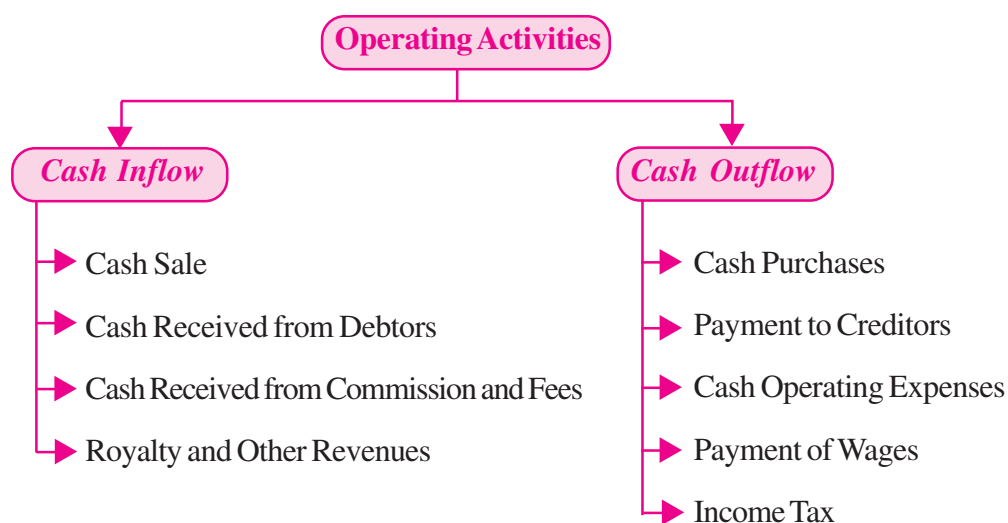 Operating Activities
Cash Inflow
Cash Sale
Cash Received from Debtors
Cash Received from Commission and Fees
Royalty and Other Revenues
Cash Outflow
Cash Purchases
Payment to Creditors
Cash Operating Expenses
Payment of Wages
Income Tax